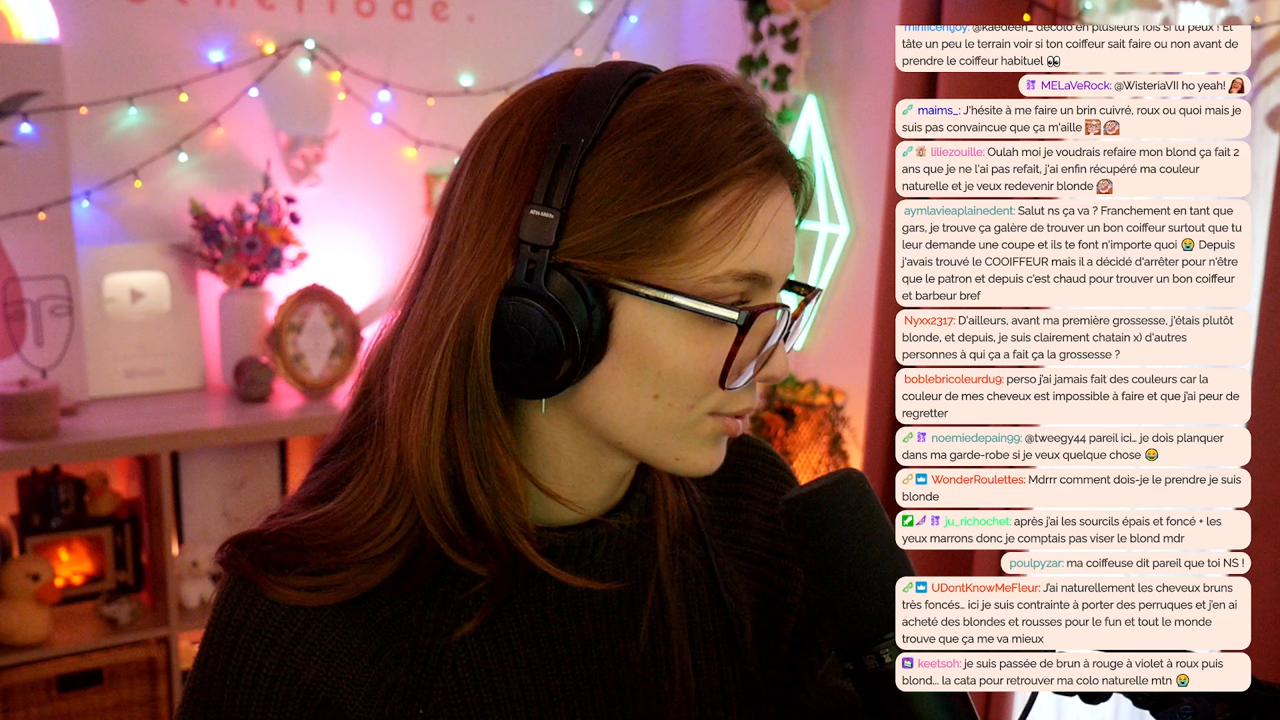 enettode.
minficenjoy: @kaedeen_ décolo en plusieurs fois si tu peux ! Et
tâte un peu le terrain voir si ton coiffeur sait faire ou non avant de
prendre le coiffeur habituel 👀
MELaVeRock: @WisteriaVII ho yeah!
maims_: J'hésite à me faire un brin cuivré, roux ou quoi mais je
suis pas convaincue que ça m'aille
liliezouille: Oulah moi je voudrais refaire mon blond ça fait 2
ans que je ne l'ai pas refait, j'ai enfin récupéré ma couleur
naturelle et je veux redevenir blonde
aymlavieaplainedent: Salut ns ça va ? Franchement en tant que
gars, je trouve ça galère de trouver un bon coiffeur surtout que tu
leur demande une coupe et ils te font n'importe quoi 😭 Depuis
j'avais trouvé le COOIFFEUR mais il a décidé d'arrêter pour n'être
que le patron et depuis c'est chaud pour trouver un bon coiffeur
et barbeur bref
Nyxx2317: D'ailleurs, avant ma première grossesse, j'étais plutôt
blonde, et depuis, je suis clairement chatain x) d'autres
personnes à qui ça a fait ça la grossesse ?
boblebricoleurdu9: perso j'ai jamais fait des couleurs car la
couleur de mes cheveux est impossible à faire et que j'ai peur de
regretter
noemiedepain99: @tweegy44 pareil ici… je dois planquer
dans ma garde-robe si je veux quelque chose 😂
WonderRoulettes: Mdrrr comment dois-je le prendre je suis
blonde
ju_richochet: après j'ai les sourcils épais et foncé + les
yeux marrons donc je comptais pas viser le blond mdr
poulpyzar: ma coiffeuse dit pareil que toi NS !
UDontKnowMeFleur: J'ai naturellement les cheveux bruns
très foncés… ici je suis contrainte à porter des perruques et j'en ai
acheté des blondes et rousses pour le fun et tout le monde
trouve que ça me va mieux
keetsoh: je suis passée de brun à rouge à violet à roux puis
blond... la cata pour retrouver ma colo naturelle mtn 😭